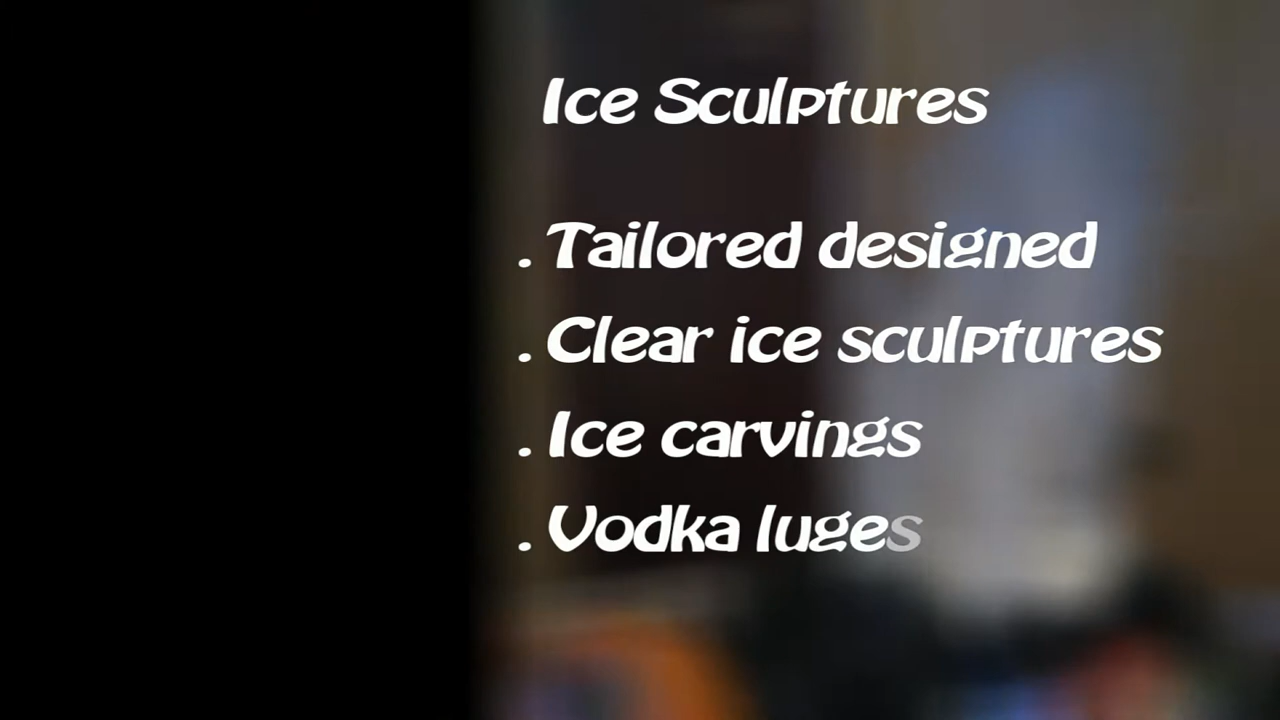 Ice Sculptures
. Tailored designed
. Clear ice sculptures
. Ice carvings
. Vodka luges